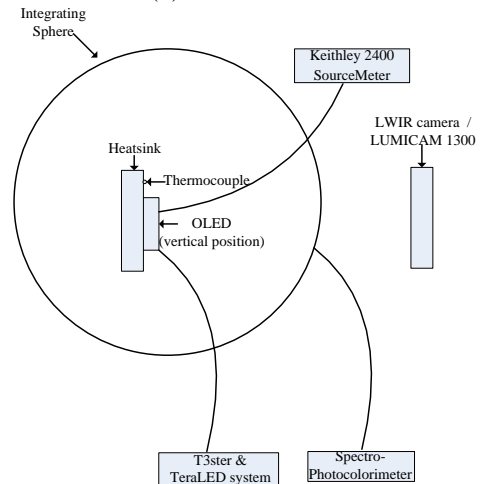 Integrating
Sphere
Keithley 2400
SourceMeter
LWIR camera /
LUMICAM 1300
Heatsink
Thermocouple
OLED
(vertical position)
T3ster &
TeraLED system
Spectro-
Photocolorimeter